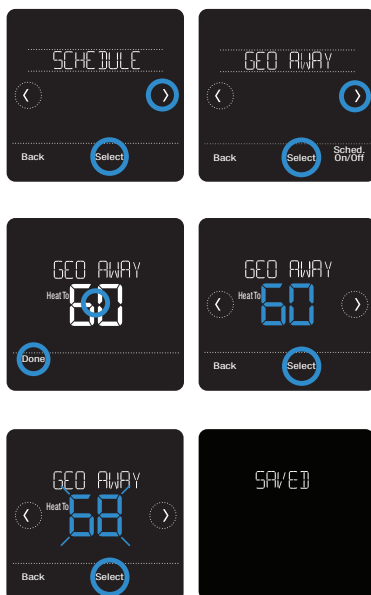 SCHEDULE
Back Select
GEO AWAY
Back Select Sched.
On/Off
GEO AWAY
Heat To 60
Done
GEO AWAY
Heat To 60
Back Select
GEO AWAY
Heat To 68
Back Select
SAVED